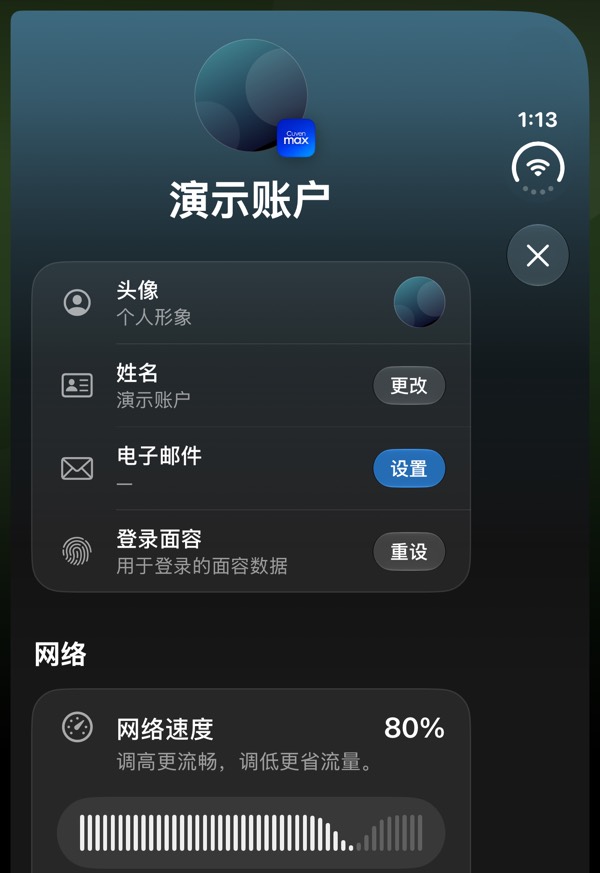 1:13
Cuven
max
演示账户
头像
个人形象
姓名
演示账户
更改
电子邮件
—
设置
登录面容
用于登录的面容数据
重设
网络
网络速度
80%
调高更流畅，调低更省流量。